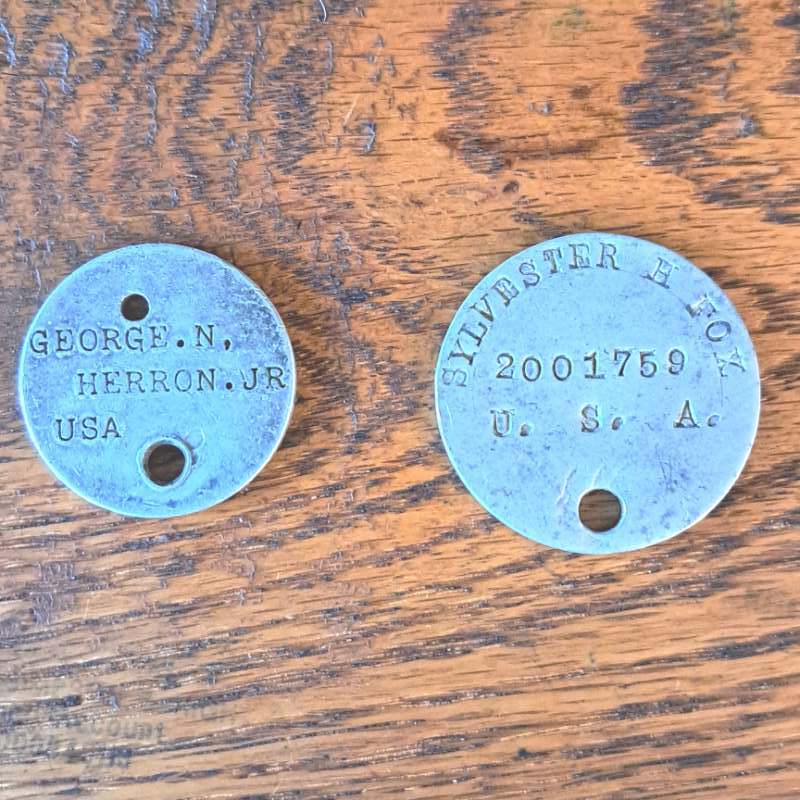 GEORGE.N,
HERRON.JR
USA
SYLVESTER H FOX
2001759
U. S. A.